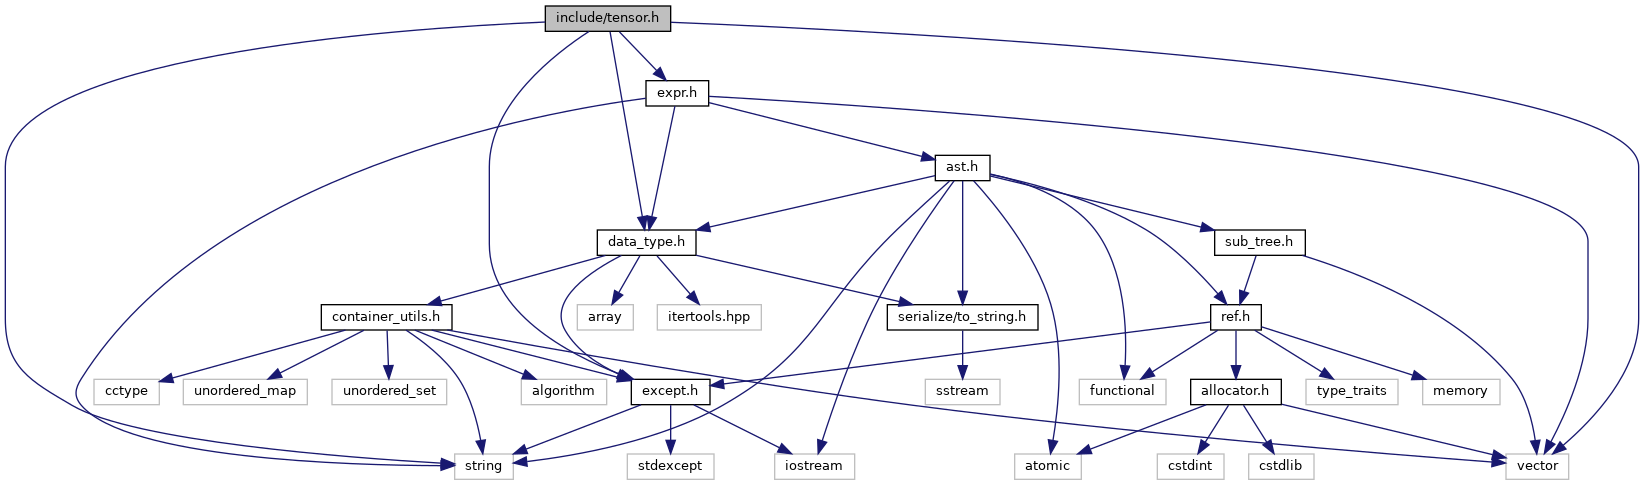 include/tensor.h
expr.h
ast.h
data_type.h
sub_tree.h
container_utils.h
array
itertools.hpp
serialize/to_string.h
ref.h
cctype
unordered_map
unordered_set
algorithm
except.h
sstream
functional
allocator.h
type_traits
memory
string
stdexcept
iostream
atomic
cstdint
cstdlib
vector